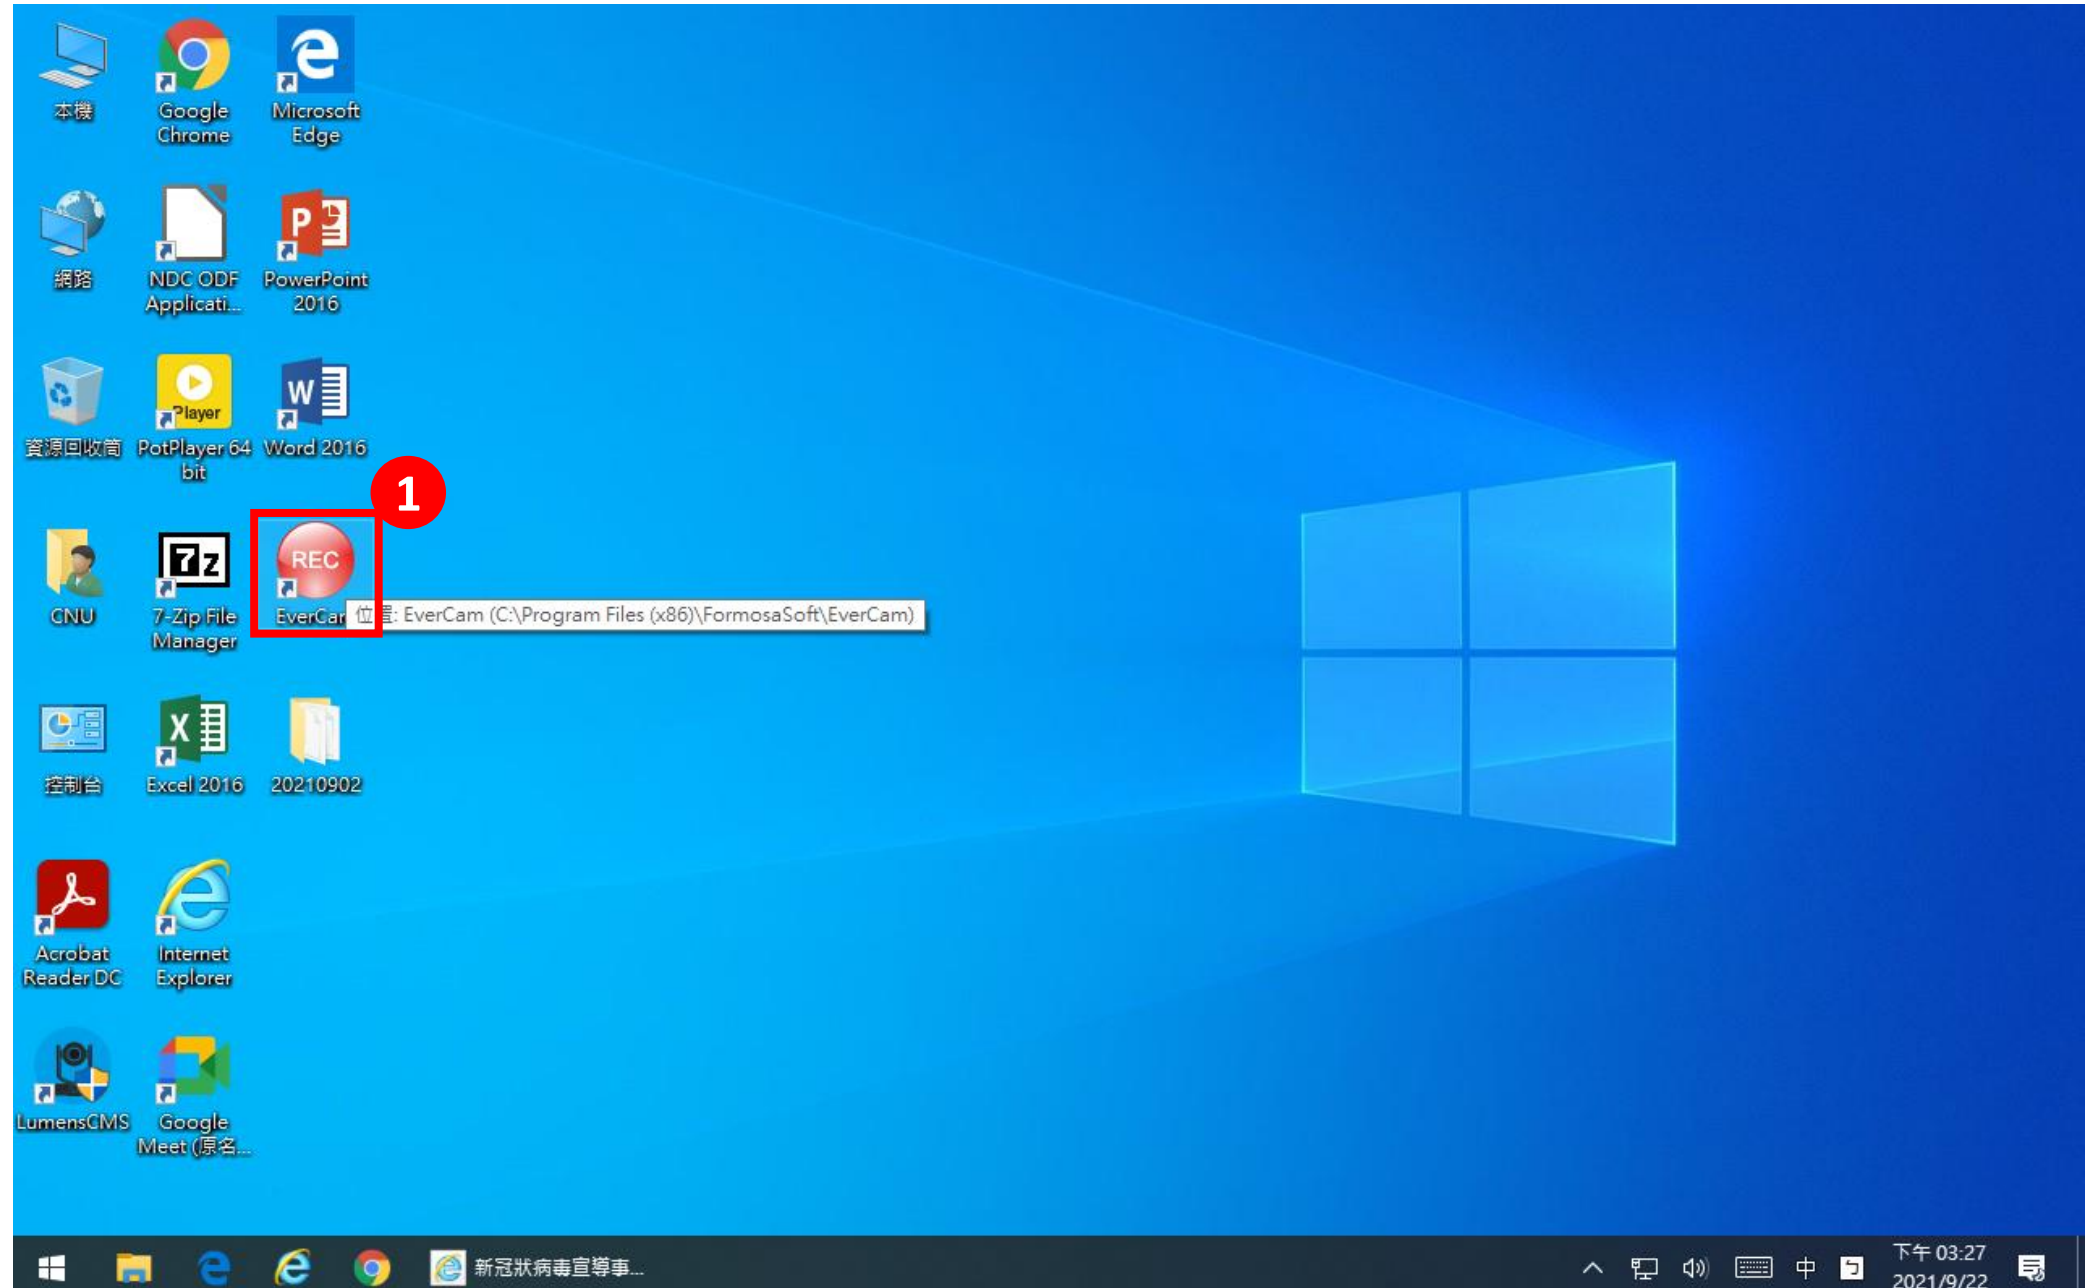 本機
Google
Chrome
Microsoft
Edge
網路
NDC ODF
Applicati...
P
PowerPoint
2016
Player
資源回收筒
PotPlayer 64
bit
W
Word 2016
1
CNU
7z
7-Zip File
Manager
REC
EverCam
位置: EverCam (C:\Program Files (x86)\FormosaSoft\EverCam)
控制台
X
Excel 2016
20210902
Acrobat
Reader DC
Internet
Explorer
LumensCMS
Google
Meet (原名...
新冠狀病毒宣導事...
中
ㄅ
下午 03:27
2021/9/22